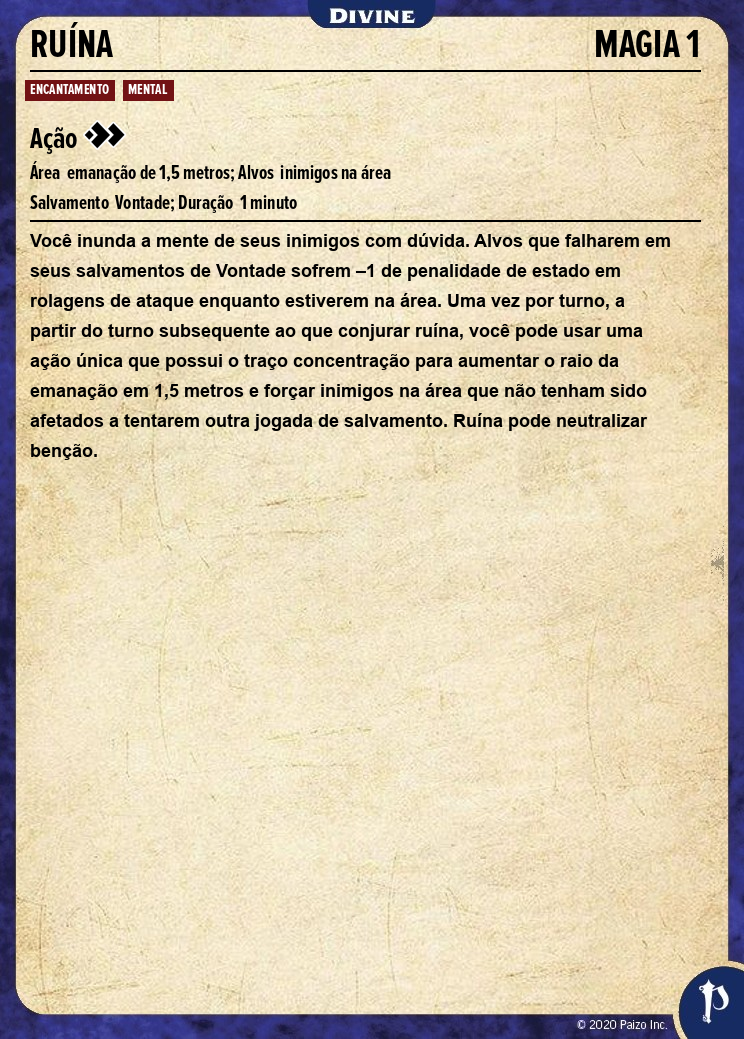 DIVINE
RUÍNA MAGIA 1
ENCANTAMENTO MENTAL
Ação
Área emanação de 1,5 metros; Alvos inimigos na área
Salvamento Vontade; Duração 1 minuto
Você inunda a mente de seus inimigos com dúvida. Alvos que falharem em
seus salvamentos de Vontade sofrem –1 de penalidade de estado em
rolagens de ataque enquanto estiverem na área. Uma vez por turno, a
partir do turno subsequente ao que conjurar ruína, você pode usar uma
ação única que possui o traço concentração para aumentar o raio da
emanação em 1,5 metros e forçar inimigos na área que não tenham sido
afetados a tentarem outra jogada de salvamento. Ruína pode neutralizar
benção.
© 2020 Paizo Inc.
P